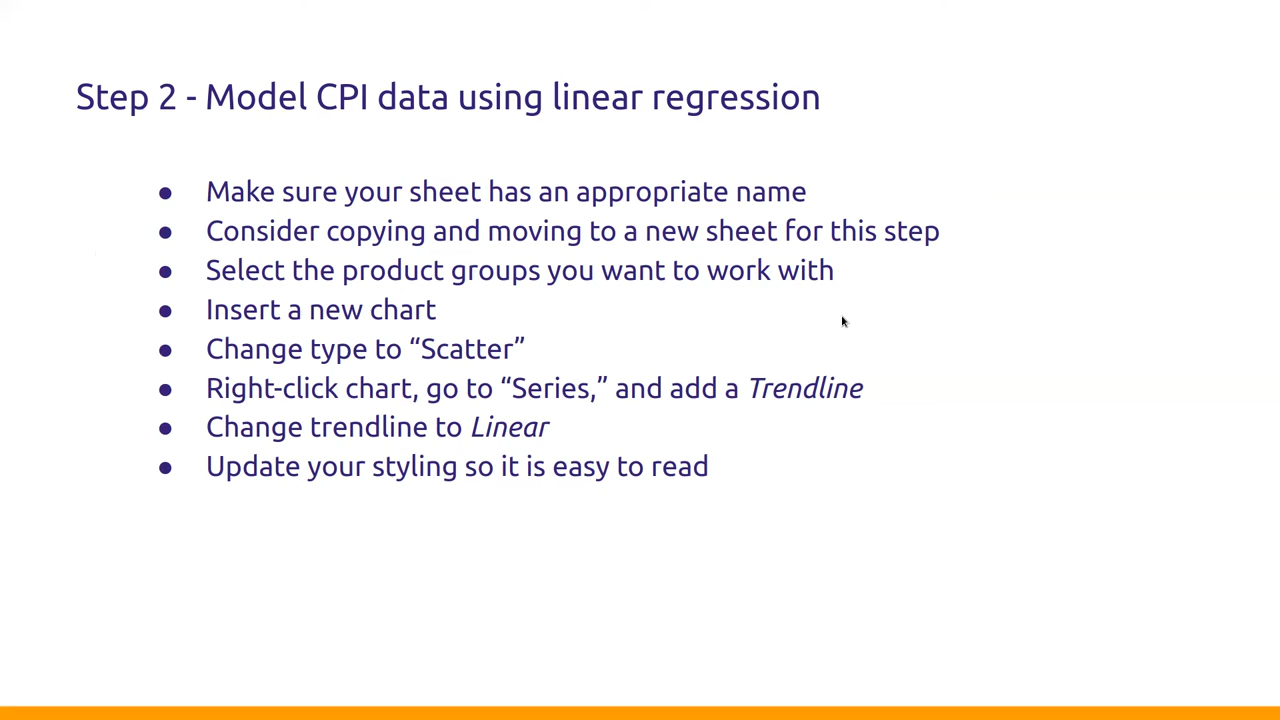 Step 2 - Model CPI data using linear regression
● Make sure your sheet has an appropriate name
● Consider copying and moving to a new sheet for this step
● Select the product groups you want to work with
● Insert a new chart
● Change type to “Scatter”
● Right-click chart, go to “Series,” and add a Trendline
● Change trendline to Linear
● Update your styling so it is easy to read